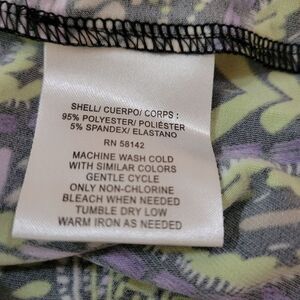 SHELL/ CUERPO/ CORPS :
95% POLYESTER/ POLIÉSTER
5% SPANDEX/ ELASTANO
RN 58142
MACHINE WASH COLD
WITH SIMILAR COLORS
GENTLE CYCLE
ONLY NON-CHLORINE
BLEACH WHEN NEEDED
TUMBLE DRY LOW
WARM IRON AS NEEDED